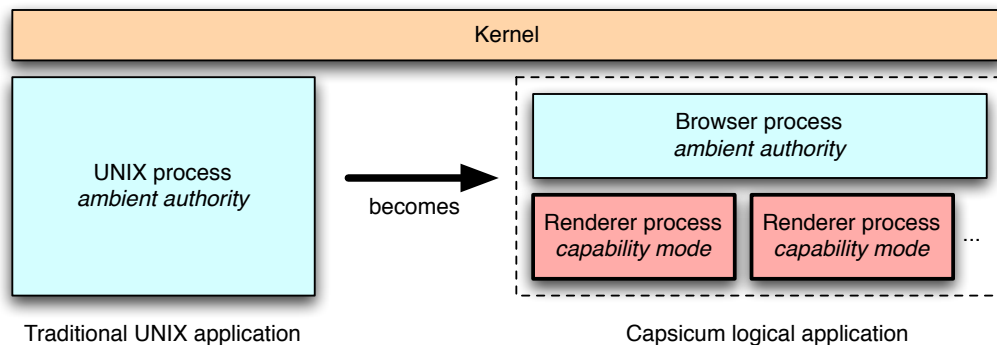 Kernel
UNIX process
ambient authority
becomes
Browser process
ambient authority
Renderer process
capability mode
Renderer process
capability mode
...
Traditional UNIX application
Capsicum logical application